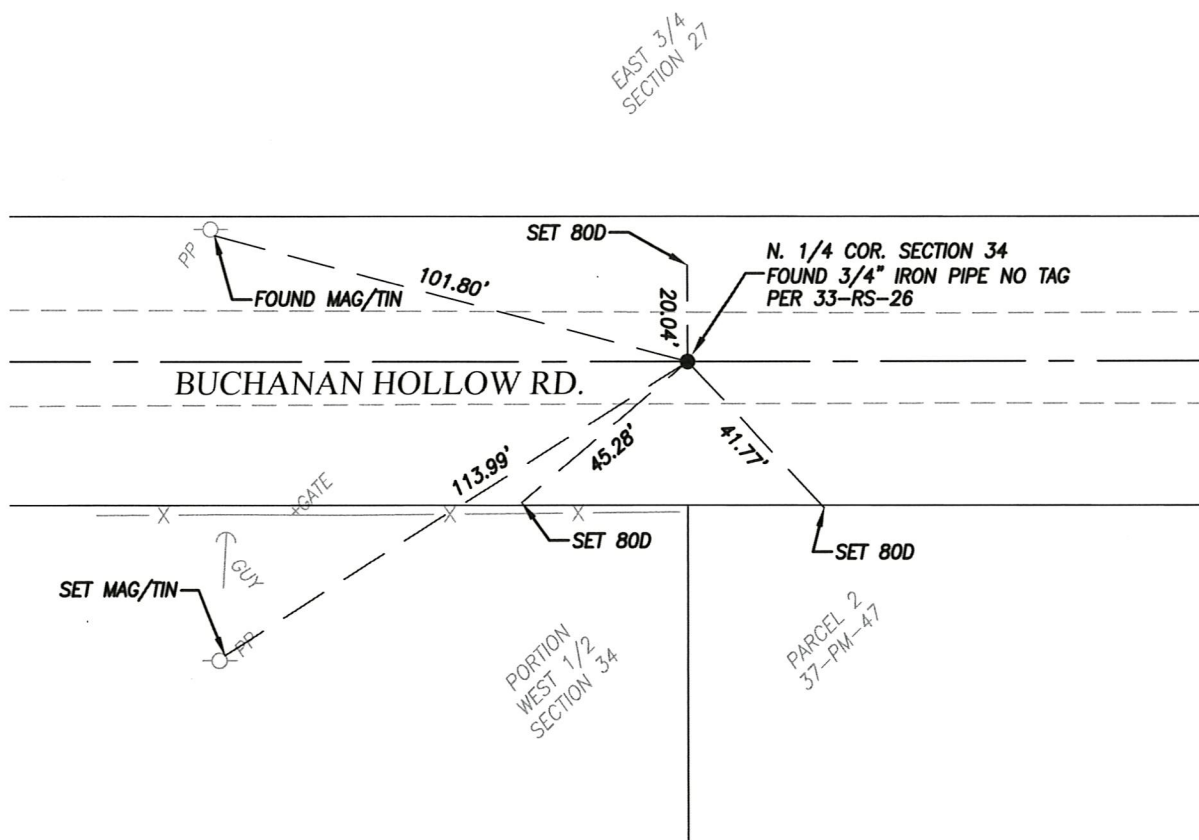 EAST 3/4
SECTION 27
SET 80D
N. 1/4 COR. SECTION 34
FOUND 3/4" IRON PIPE NO TAG
PER 33-RS-26
PP
FOUND MAG/TIN
101.80'
20.04'
BUCHANAN HOLLOW RD.
113.99'
45.28'
41.77'
GATE
GUY
SET 80D
SET 80D
SET MAG/TIN
PP
PORTION
WEST 1/2
SECTION 34
PARCEL 2
37-PM-47